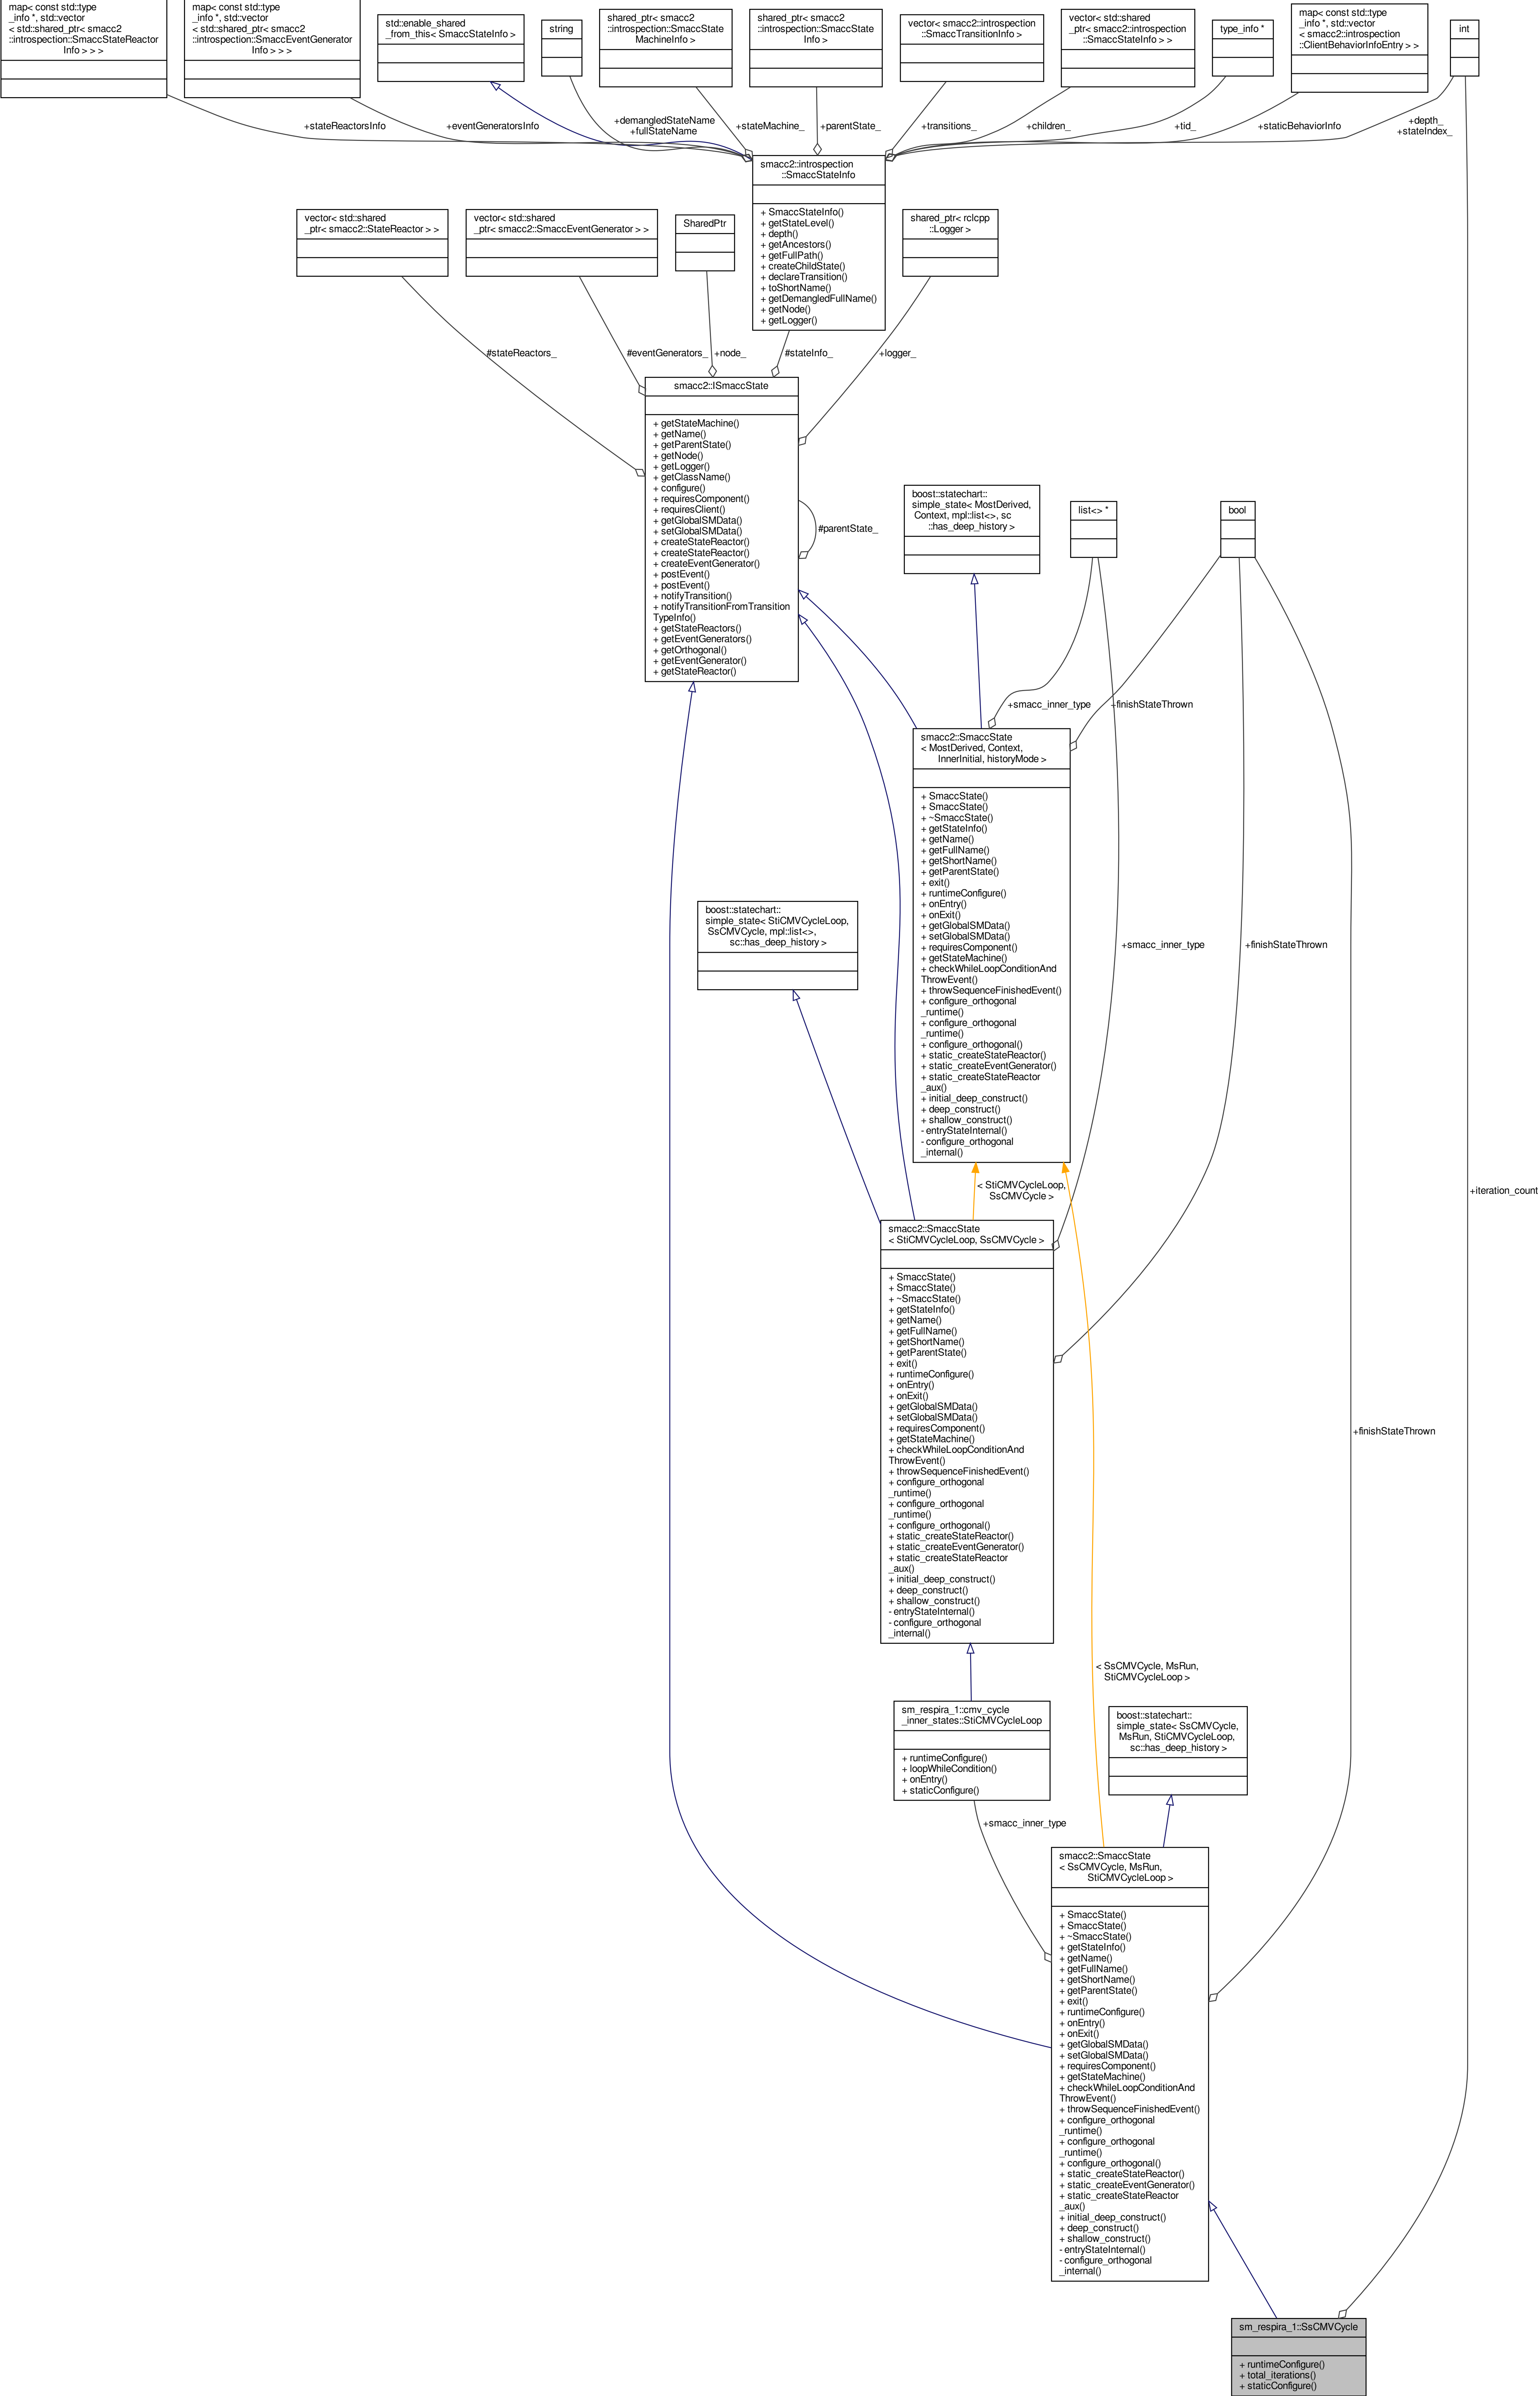 map< const std::type
_info *, std::vector
< std::shared_ptr< smacc2
::introspection::SmaccStateReactor
Info > > >
map< const std::type
_info *, std::vector
< std::shared_ptr< smacc2
::introspection::SmaccEventGenerator
Info > > >
std::enable_shared
_from_this< SmaccStateInfo >
string
shared_ptr< smacc2
::introspection::SmaccState
MachineInfo >
shared_ptr< smacc2
::introspection::SmaccState
Info >
vector< smacc2::introspection
::SmaccTransitionInfo >
vector< std::shared
_ptr< smacc2::introspection
::SmaccStateInfo > >
type_info *
map< const std::type
_info *, std::vector
< smacc2::introspection
::ClientBehaviorInfoEntry > >
int
+stateReactorsInfo
+eventGeneratorsInfo
+demangledStateName
+fullStateName
+stateMachine_
+parentState_
+transitions_
+children_
+tid_
+staticBehaviorInfo
+depth_
+stateIndex_
smacc2::introspection
::SmaccStateInfo
+ SmaccStateInfo()
+ getStateLevel()
+ depth()
+ getAncestors()
+ getFullPath()
+ createChildState()
+ declareTransition()
+ toShortName()
+ getDemangledFullName()
+ getNode()
+ getLogger()
vector< std::shared
_ptr< smacc2::StateReactor > >
vector< std::shared
_ptr< smacc2::SmaccEventGenerator > >
SharedPtr
shared_ptr< rclcpp
::Logger >
#stateReactors_
#eventGenerators_
+node_
#stateInfo_
+logger_
smacc2::ISmaccState
+ getStateMachine()
+ getName()
+ getParentState()
+ getNode()
+ getLogger()
+ getClassName()
+ configure()
+ requiresComponent()
+ requiresClient()
+ getGlobalSMData()
+ setGlobalSMData()
+ createStateReactor()
+ createStateReactor()
+ createEventGenerator()
+ postEvent()
+ postEvent()
+ notifyTransition()
+ notifyTransitionFromTransition
TypeInfo()
+ getStateReactors()
+ getEventGenerators()
+ getOrthogonal()
+ getEventGenerator()
+ getStateReactor()
#parentState_
boost::statechart::
simple_state< MostDerived,
Context, mpl::list<>, sc
::has_deep_history >
list<> *
bool
+smacc_inner_type
+finishStateThrown
smacc2::SmaccState
< MostDerived, Context,
InnerInitial, historyMode >
+ SmaccState()
+ SmaccState()
+ ~SmaccState()
+ getStateInfo()
+ getName()
+ getFullName()
+ getShortName()
+ getParentState()
+ exit()
+ runtimeConfigure()
+ onEntry()
+ onExit()
+ getGlobalSMData()
+ setGlobalSMData()
+ requiresComponent()
+ getStateMachine()
+ checkWhileLoopConditionAnd
ThrowEvent()
+ throwSequenceFinishedEvent()
+ configure_orthogonal
_runtime()
+ configure_orthogonal
_runtime()
+ configure_orthogonal()
+ static_createStateReactor()
+ static_createEventGenerator()
+ static_createStateReactor
_aux()
+ initial_deep_construct()
+ deep_construct()
+ shallow_construct()
- entryStateInternal()
- configure_orthogonal
_internal()
boost::statechart::
simple_state< StiCMVCycleLoop,
SsCMVCycle, mpl::list<>,
sc::has_deep_history >
+smacc_inner_type
+finishStateThrown
< StiCMVCycleLoop,
SsCMVCycle >
+iteration_count
smacc2::SmaccState
< StiCMVCycleLoop, SsCMVCycle >
+ SmaccState()
+ SmaccState()
+ ~SmaccState()
+ getStateInfo()
+ getName()
+ getFullName()
+ getShortName()
+ getParentState()
+ exit()
+ runtimeConfigure()
+ onEntry()
+ onExit()
+ getGlobalSMData()
+ setGlobalSMData()
+ requiresComponent()
+ getStateMachine()
+ checkWhileLoopConditionAnd
ThrowEvent()
+ throwSequenceFinishedEvent()
+ configure_orthogonal
_runtime()
+ configure_orthogonal
_runtime()
+ configure_orthogonal()
+ static_createStateReactor()
+ static_createEventGenerator()
+ static_createStateReactor
_aux()
+ initial_deep_construct()
+ deep_construct()
+ shallow_construct()
- entryStateInternal()
- configure_orthogonal
_internal()
+finishStateThrown
< SsCMVCycle, MsRun,
StiCMVCycleLoop >
sm_respira_1::cmv_cycle
_inner_states::StiCMVCycleLoop
+ runtimeConfigure()
+ loopWhileCondition()
+ onEntry()
+ staticConfigure()
boost::statechart::
simple_state< SsCMVCycle,
MsRun, StiCMVCycleLoop,
sc::has_deep_history >
+smacc_inner_type
smacc2::SmaccState
< SsCMVCycle, MsRun,
StiCMVCycleLoop >
+ SmaccState()
+ SmaccState()
+ ~SmaccState()
+ getStateInfo()
+ getName()
+ getFullName()
+ getShortName()
+ getParentState()
+ exit()
+ runtimeConfigure()
+ onEntry()
+ onExit()
+ getGlobalSMData()
+ setGlobalSMData()
+ requiresComponent()
+ getStateMachine()
+ checkWhileLoopConditionAnd
ThrowEvent()
+ throwSequenceFinishedEvent()
+ configure_orthogonal
_runtime()
+ configure_orthogonal
_runtime()
+ configure_orthogonal()
+ static_createStateReactor()
+ static_createEventGenerator()
+ static_createStateReactor
_aux()
+ initial_deep_construct()
+ deep_construct()
+ shallow_construct()
- entryStateInternal()
- configure_orthogonal
_internal()
sm_respira_1::SsCMVCycle
+ runtimeConfigure()
+ total_iterations()
+ staticConfigure()